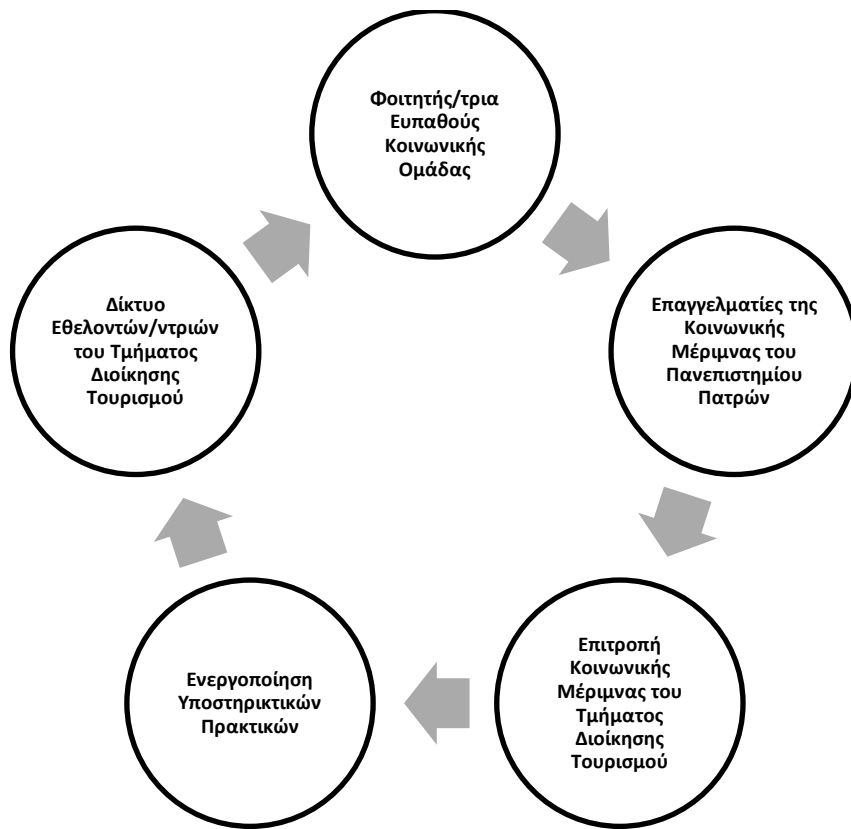 Φοιτητής/τρια
Ευπαθούς
Κοινωνικής
Ομάδας
Επαγγελματίες της
Κοινωνικής
Μέριμνας του
Πανεπιστημίου
Πατρών
Επιτροπή
Κοινωνικής
Μέριμνας του
Τμήματος
Διοίκησης
Τουρισμού
Ενεργοποίηση
Υποστηρικτικών
Πρακτικών
Δίκτυο
Εθελοντών/ντριών
του Τμήματος
Διοίκησης
Τουρισμού